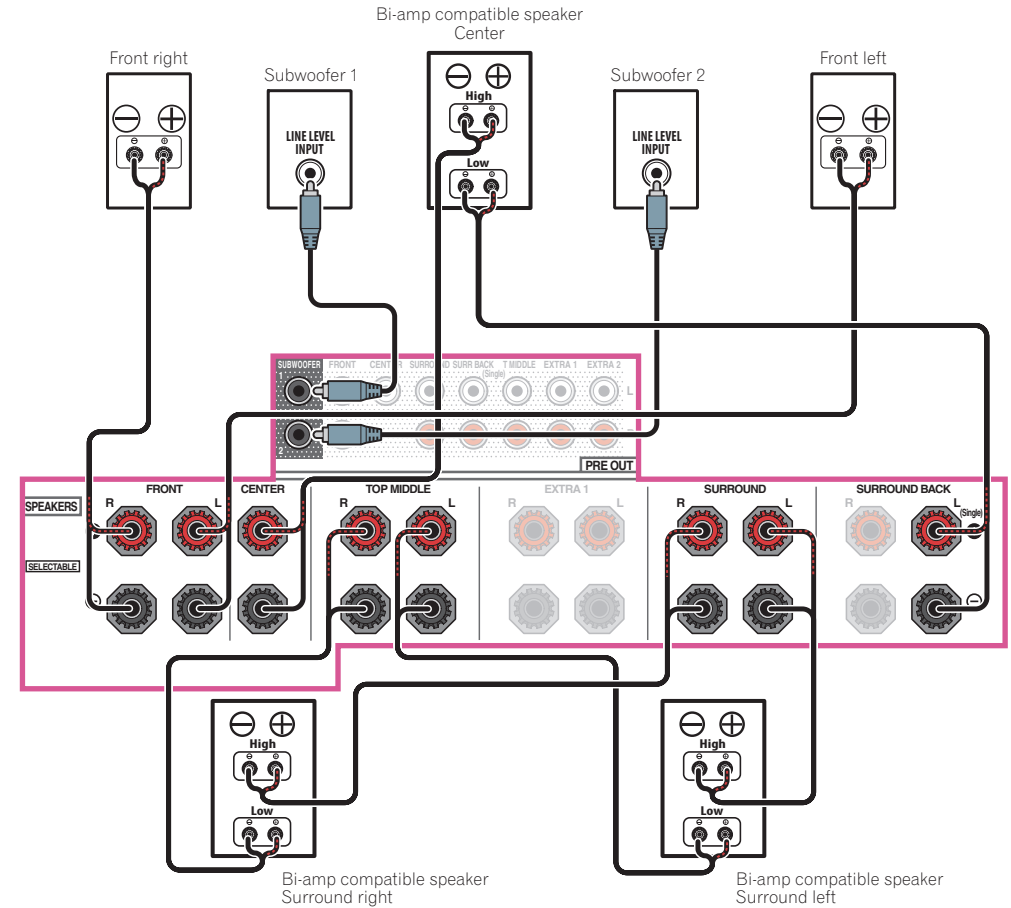 Bi-amp compatible speaker
Center
Front right
Subwoofer 1
Subwoofer 2
Front left
High
Low
LINE LEVEL
INPUT
LINE LEVEL
INPUT
SUBWOOFER FRONT CENTER SURROUND SURR BACK T MIDDLE EXTRA 1 EXTRA 2
(Single)
1
L
2
PRE OUT
SPEAKERS
FRONT
CENTER
TOP MIDDLE
EXTRA 1
SURROUND
SURROUND BACK
R L
R L
R L
R L
R L
(Single)
SELECTABLE
High
Low
High
Low
Bi-amp compatible speaker
Surround right
Bi-amp compatible speaker
Surround left